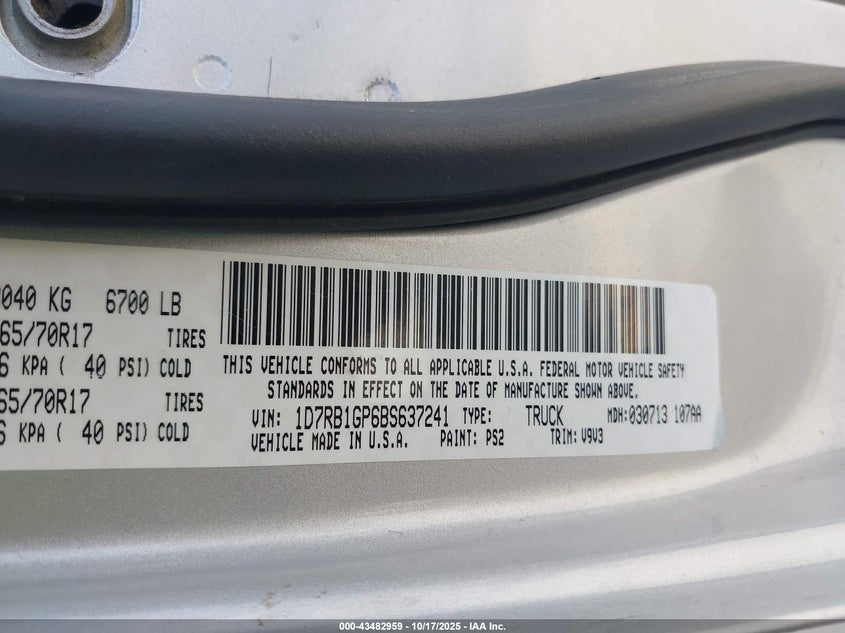 040 KG 6700 LB
65/70R17 TIRES
6 KPA ( 40 PSI) COLD
65/70R17 TIRES
6 KPA ( 40 PSI) COLD
THIS VEHICLE CONFORMS TO ALL APPLICABLE U.S.A. FEDERAL MOTOR VEHICLE SAFETY
STANDARDS IN EFFECT ON THE DATE OF MANUFACTURE SHOWN ABOVE.
VIN: 1D7RB1GP6BS637241 TYPE: TRUCK MDH:030713 107AA
VEHICLE MADE IN U.S.A. PAINT: PS2 TRIM: V9V3
000-43482959 - 10/17/2025 - IAA Inc.